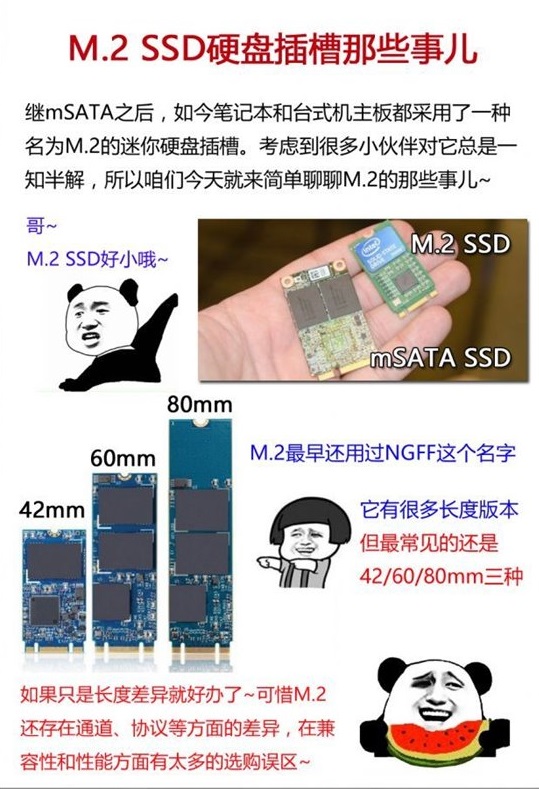 M.2 SSD硬盘插槽那些事儿
继mSATA之后，如今笔记本和台式机主板都采用了一种
名为M.2的迷你硬盘插槽。考虑到很多小伙伴对它总是一
知半解，所以咱们今天就来简单聊聊M.2的那些事儿~
哥~
M.2 SSD好小哦~
intel
M.2 SSD
mSATA SSD
80mm
60mm
42mm
M.2最早还用过NGFF这个名字
它有很多长度版本
但最常见的还是
42/60/80mm三种
如果只是长度差异就好办了~可惜M.2
还存在通道、协议等方面的差异，在兼
容性和性能方面有太多的选购误区~